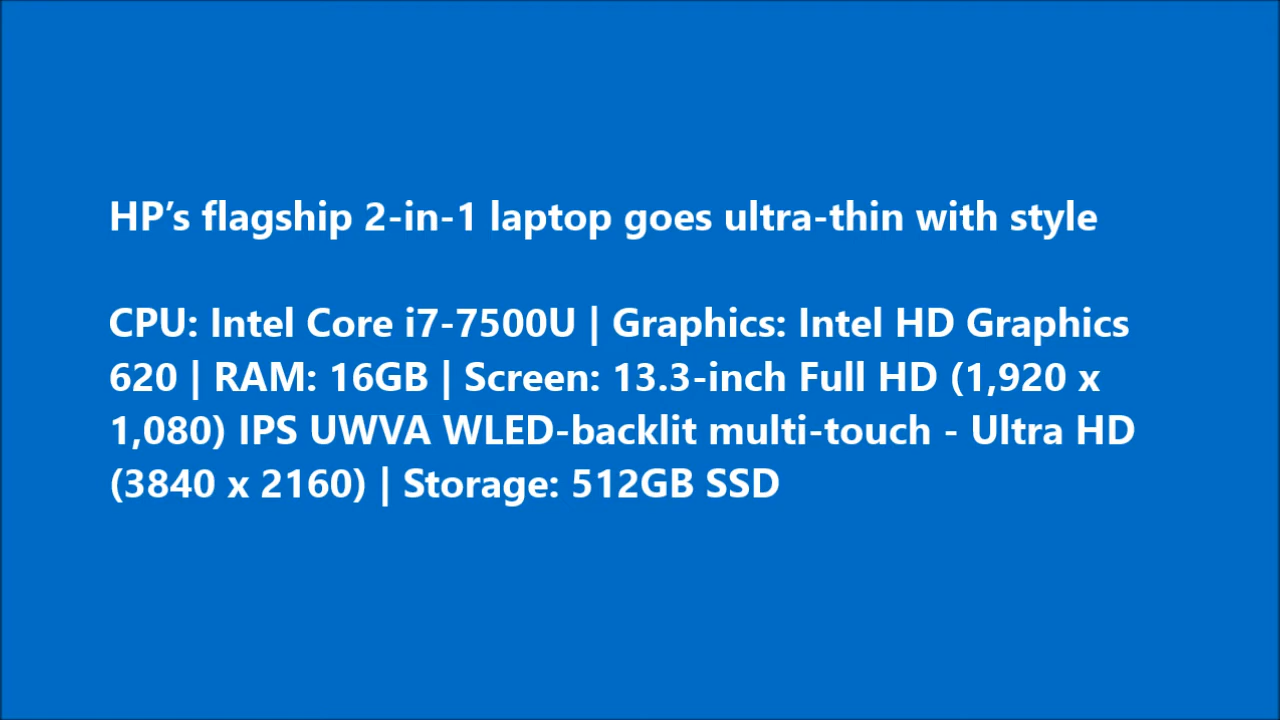 HP’s flagship 2-in-1 laptop goes ultra-thin with style
CPU: Intel Core i7-7500U | Graphics: Intel HD Graphics
620 | RAM: 16GB | Screen: 13.3-inch Full HD (1,920 x
1,080) IPS UWVA WLED-backlit multi-touch - Ultra HD
(3840 x 2160) | Storage: 512GB SSD